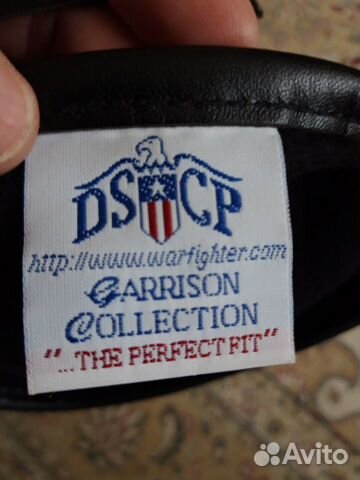 DSCP
http://www.warfighter.com
GARRISON
COLLECTION
"...THE PERFECT FIT"
Avito